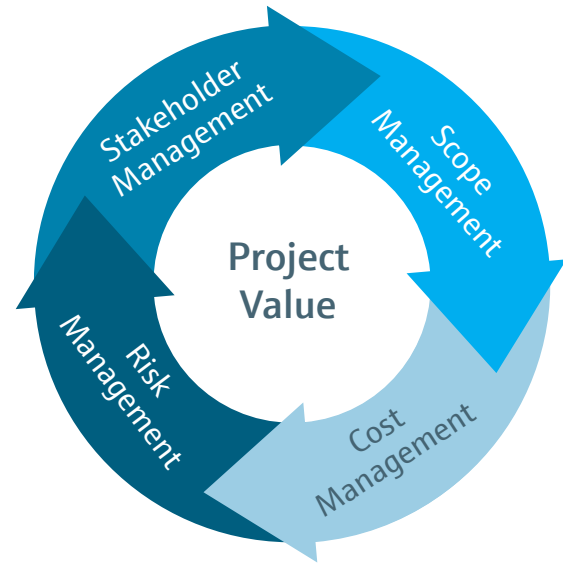 Stakeholder
Management
Scope
Management
Project
Value
Cost
Management
Risk
Management